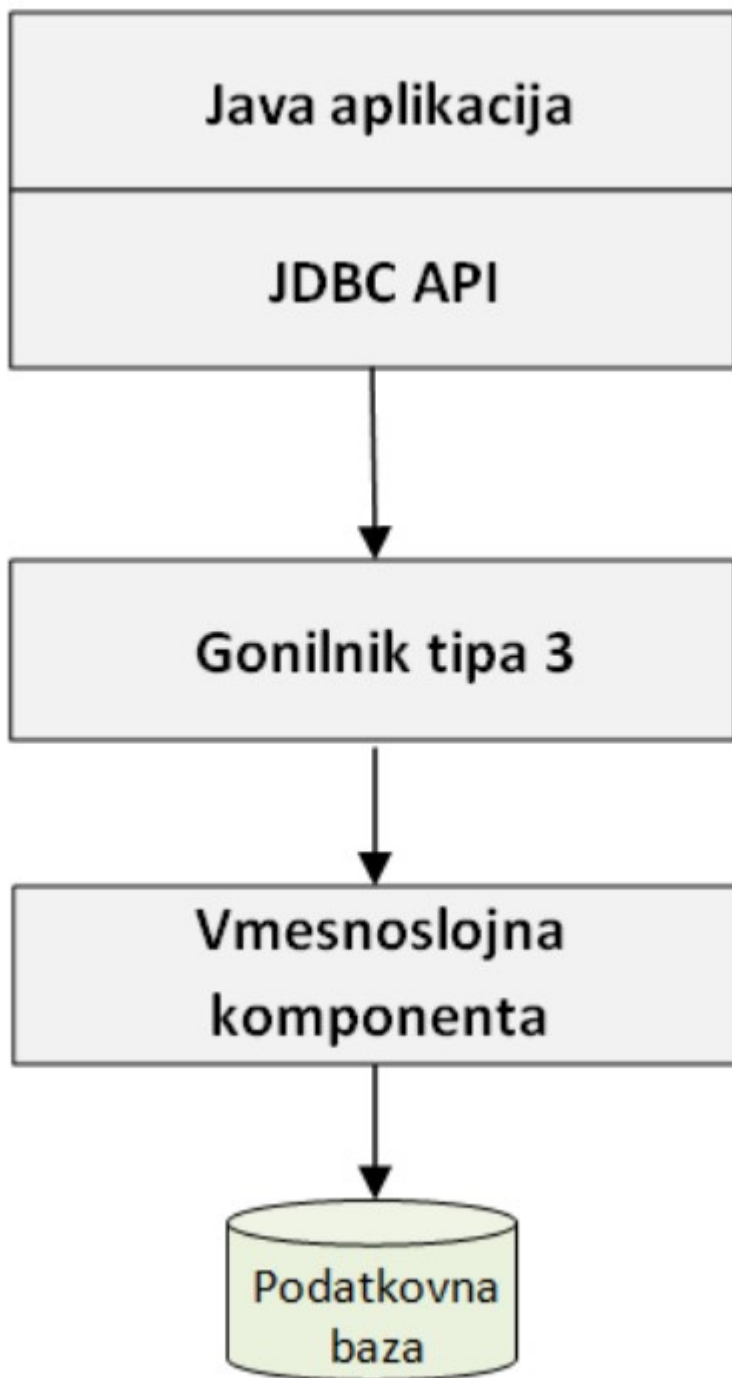 Java aplikacija
JDBC API
Gonilnik tipa 3
Vmesnoslojna
komponenta
Podatkovna
baza